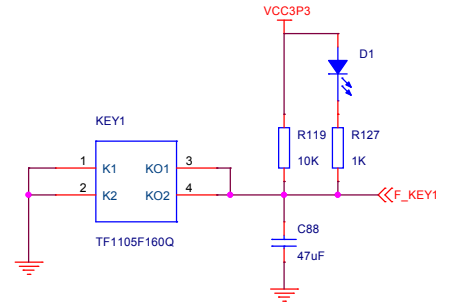 VCC3P3
D1
KEY1
R119
R127
10K
1K
1
K1
KO1
3
2
K2
KO2
4
F_KEY1
C88
47uF
TF1105F160Q